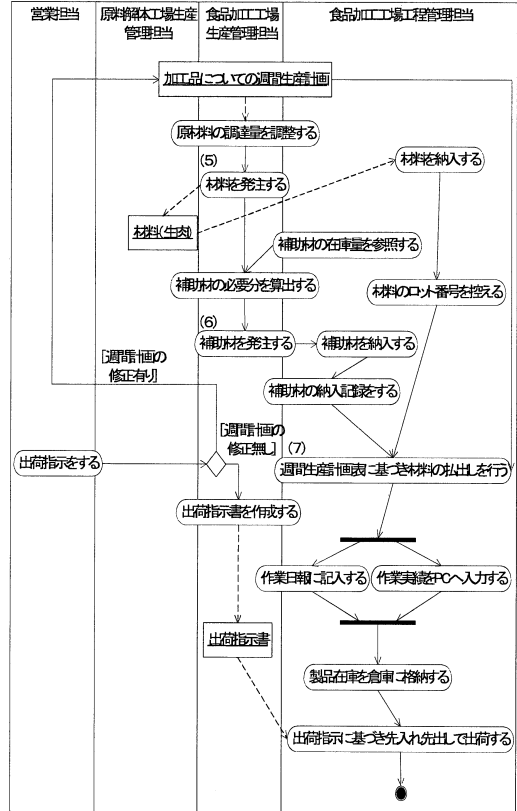 営業担当
原料解体工場生産
管理担当
食品加工工場
生産管理担当
食品加工工場工程管理担当
加工品についての週間生産計画
原材料の調達量を調整する
材料を納入する
(5)
材料を発注する
材料(生肉)
補助材の在庫量を参照する
補助材の必要分を算出する
材料のロット番号を控える
(6)
補助材を発注する
補助材を納入する
[週間計画の
修正有り]
補助材の納入記録をする
[週間計画の
修正無し]
(7)
出荷指示をする
週間生産計画表に基づき材料の払出しを行う
出荷指示書を作成する
作業日報に記入する
作業実績をPCへ入力する
出荷指示書
製品在庫を倉庫に格納する
出荷指示に基づき先入れ先出しで出荷する